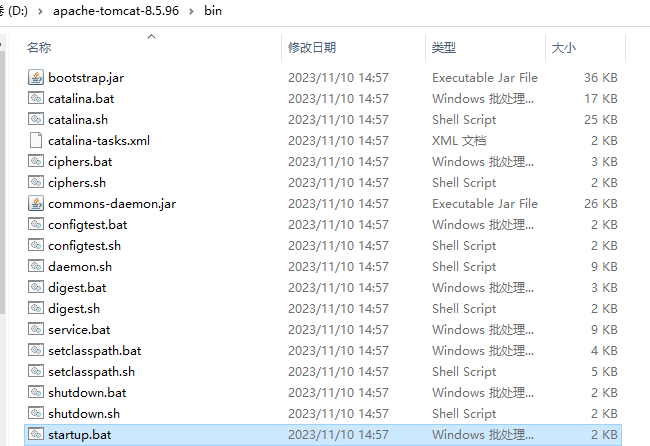 (D:) › apache-tomcat-8.5.96 › bin
名称 修改日期 类型 大小
bootstrap.jar 2023/11/10 14:57 Executable Jar File 36 KB
catalina.bat 2023/11/10 14:57 Windows 批处理... 17 KB
catalina.sh 2023/11/10 14:57 Shell Script 25 KB
catalina-tasks.xml 2023/11/10 14:57 XML 文档 2 KB
ciphers.bat 2023/11/10 14:57 Windows 批处理... 3 KB
ciphers.sh 2023/11/10 14:57 Shell Script 2 KB
commons-daemon.jar 2023/11/10 14:57 Executable Jar File 26 KB
configtest.bat 2023/11/10 14:57 Windows 批处理... 2 KB
configtest.sh 2023/11/10 14:57 Shell Script 2 KB
daemon.sh 2023/11/10 14:57 Shell Script 9 KB
digest.bat 2023/11/10 14:57 Windows 批处理... 3 KB
digest.sh 2023/11/10 14:57 Shell Script 2 KB
service.bat 2023/11/10 14:57 Windows 批处理... 9 KB
setclasspath.bat 2023/11/10 14:57 Windows 批处理... 4 KB
setclasspath.sh 2023/11/10 14:57 Shell Script 5 KB
shutdown.bat 2023/11/10 14:57 Windows 批处理... 2 KB
shutdown.sh 2023/11/10 14:57 Shell Script 2 KB
startup.bat 2023/11/10 14:57 Windows 批处理... 2 KB